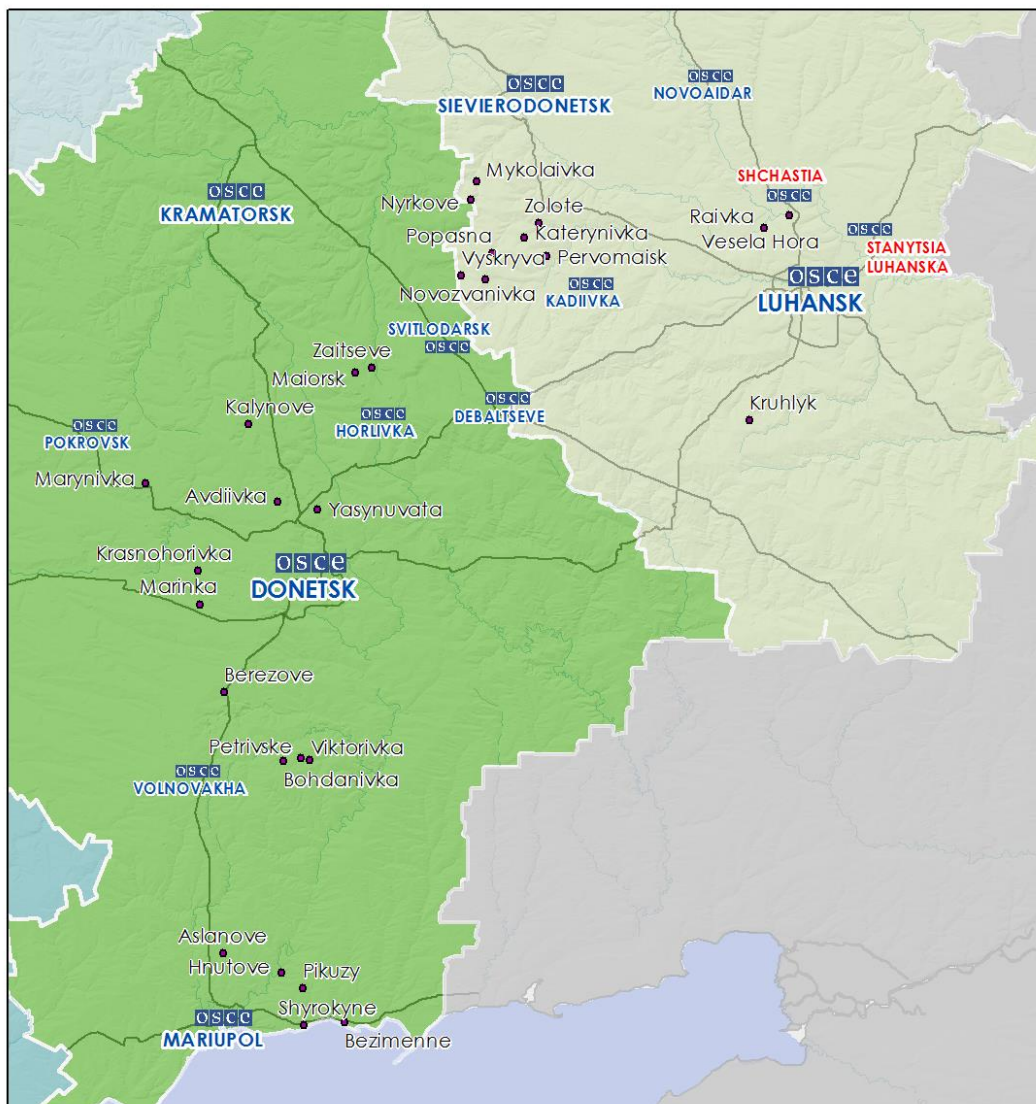 OSCE
NOVOAIDAR
OSCE
SIEVIERODONETSK
Mykolaivka
SHCHASTIA
OSCE
OSCE
KRAMATORSK
Nyrkove
Zolote
Raivka
Vesela Hora
OSCE
STANYTSIA
LUHANSKA
Popasna
Katerynivka
Vyskryva
Pervomaisk
OSCE
LUHANSK
Novozvanivka
OSCE
KADIIVKA
SVITLODARSK
OSCE
Zaitseve
Maiorsk
OSCE
DEBALTSEVE
Kalynove
OSCE
HORLIVKA
Kruhlyk
OSCE
POKROVSK
Marynivka
Avdiivka
Yasynuvata
Krasnohorivka
OSCE
DONETSK
Marinka
Berezove
Petrivske
Viktorivka
Bohdanivka
OSCE
VOLNOVAKHA
Aslanove
Hnutove
Pikuzy
Shyrokyne
OSCE
MARIUPOL
Bezimenne